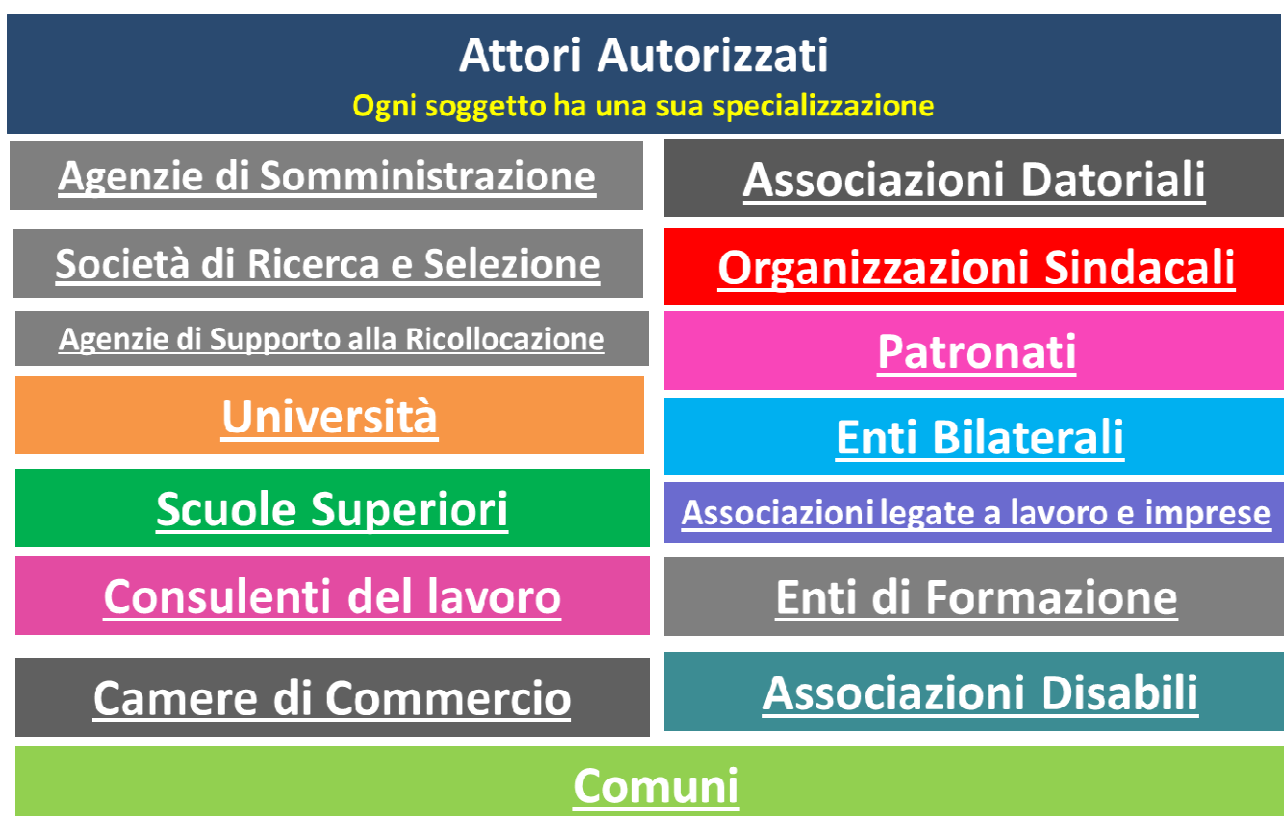 Attori Autorizzati
Ogni soggetto ha una sua specializzazione
Agenzie di Somministrazione
Società di Ricerca e Selezione
Agenzie di Supporto alla Ricollocazione
Università
Scuole Superiori
Consulenti del lavoro
Camere di Commercio
Associazioni Datoriali
Organizzazioni Sindacali
Patronati
Enti Bilaterali
Associazioni legate a lavoro e imprese
Enti di Formazione
Associazioni Disabili
Comuni